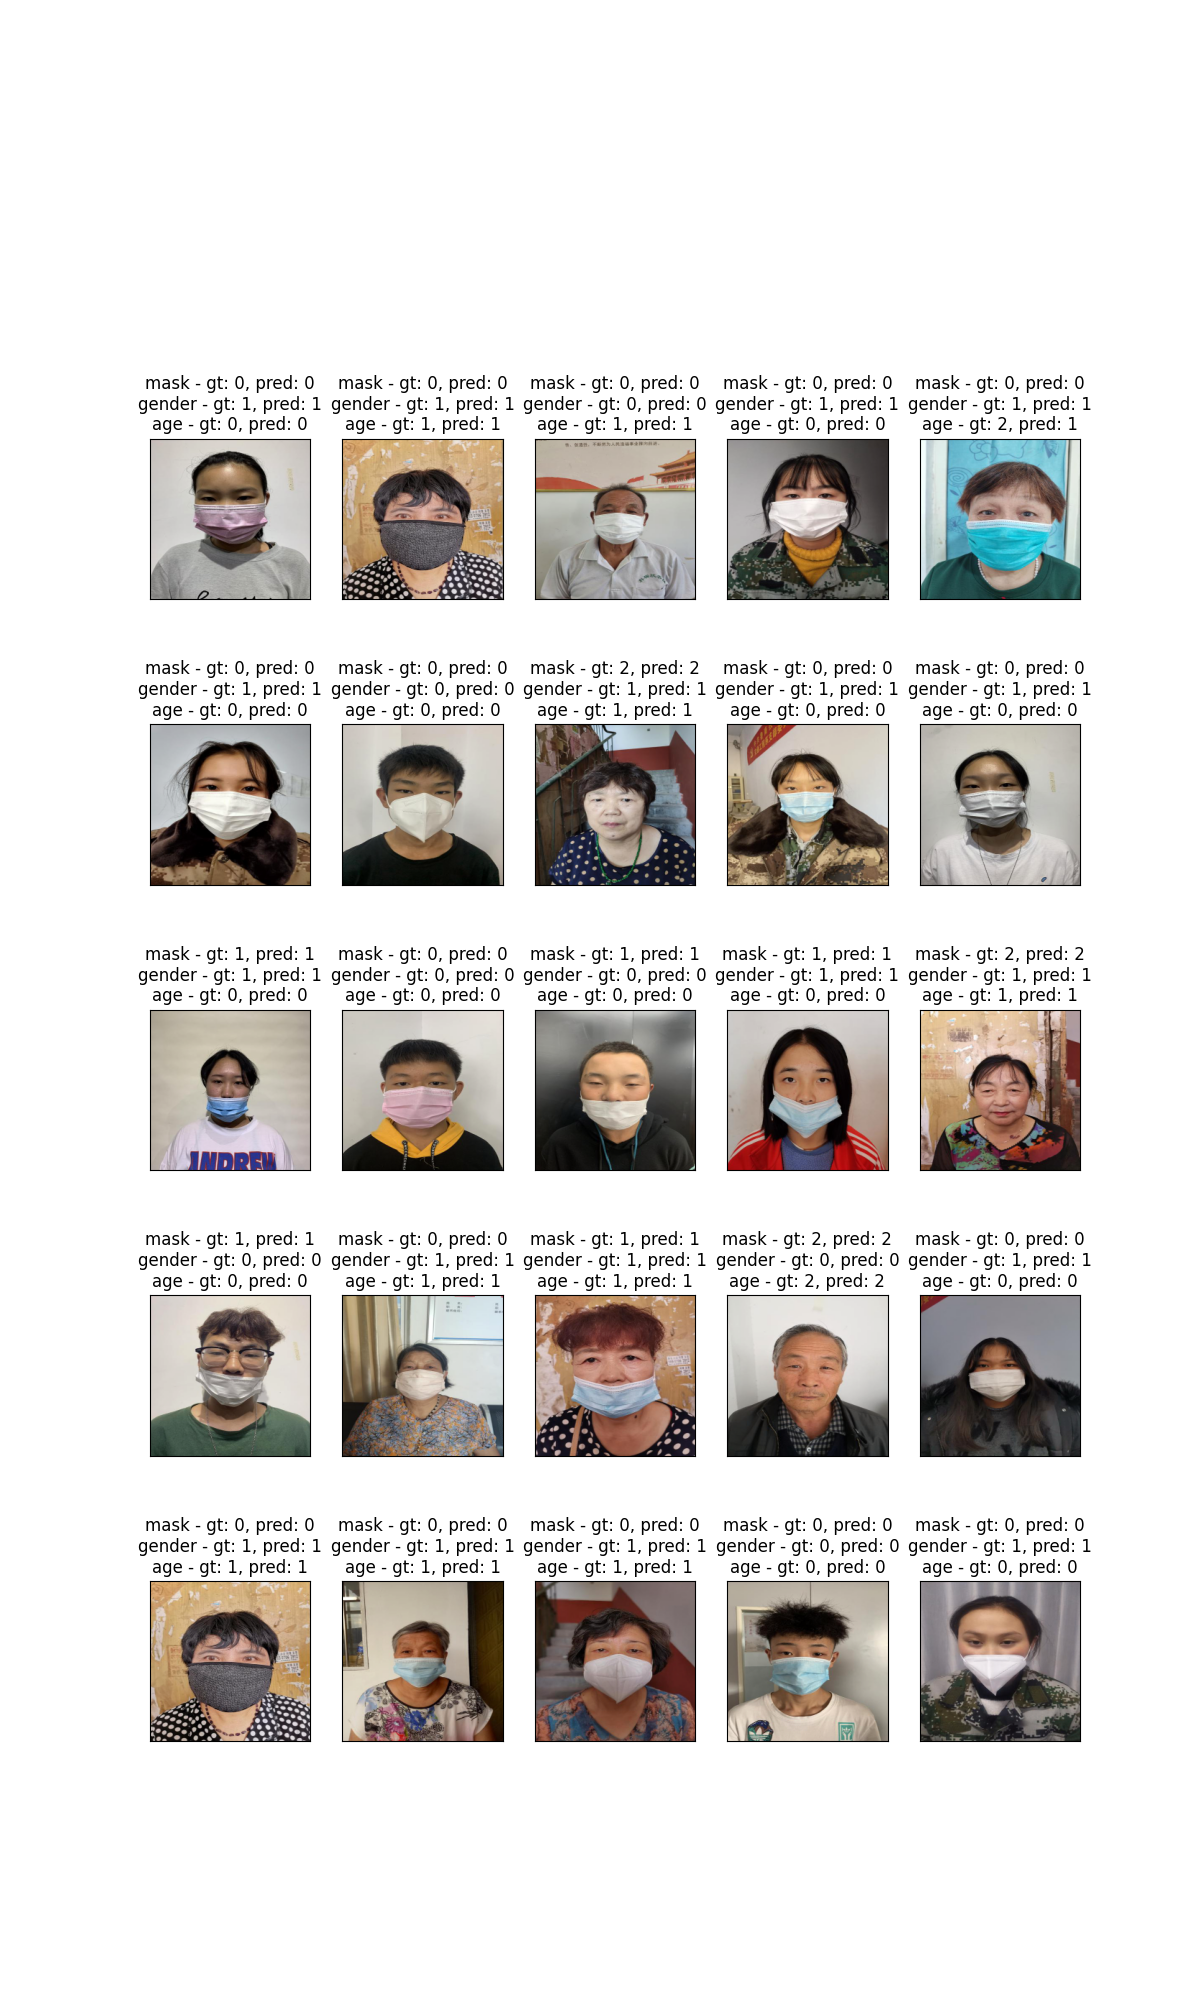 mask - gt: 0, pred: 0
gender - gt: 1, pred: 1
age - gt: 0, pred: 0
mask - gt: 0, pred: 0
gender - gt: 1, pred: 1
age - gt: 1, pred: 1
mask - gt: 0, pred: 0
gender - gt: 0, pred: 0
age - gt: 1, pred: 1
mask - gt: 0, pred: 0
gender - gt: 1, pred: 1
age - gt: 0, pred: 0
mask - gt: 0, pred: 0
gender - gt: 1, pred: 1
age - gt: 2, pred: 1
mask - gt: 0, pred: 0
gender - gt: 1, pred: 1
age - gt: 0, pred: 0
mask - gt: 0, pred: 0
gender - gt: 0, pred: 0
age - gt: 0, pred: 0
mask - gt: 2, pred: 2
gender - gt: 1, pred: 1
age - gt: 1, pred: 1
mask - gt: 0, pred: 0
gender - gt: 1, pred: 1
age - gt: 0, pred: 0
mask - gt: 0, pred: 0
gender - gt: 1, pred: 1
age - gt: 0, pred: 0
mask - gt: 1, pred: 1
gender - gt: 1, pred: 1
age - gt: 0, pred: 0
mask - gt: 0, pred: 0
gender - gt: 0, pred: 0
age - gt: 0, pred: 0
mask - gt: 1, pred: 1
gender - gt: 0, pred: 0
age - gt: 0, pred: 0
mask - gt: 1, pred: 1
gender - gt: 1, pred: 1
age - gt: 0, pred: 0
mask - gt: 2, pred: 2
gender - gt: 1, pred: 1
age - gt: 1, pred: 1
mask - gt: 1, pred: 1
gender - gt: 0, pred: 0
age - gt: 0, pred: 0
mask - gt: 0, pred: 0
gender - gt: 1, pred: 1
age - gt: 1, pred: 1
mask - gt: 1, pred: 1
gender - gt: 1, pred: 1
age - gt: 1, pred: 1
mask - gt: 2, pred: 2
gender - gt: 0, pred: 0
age - gt: 2, pred: 2
mask - gt: 0, pred: 0
gender - gt: 1, pred: 1
age - gt: 0, pred: 0
mask - gt: 0, pred: 0
gender - gt: 1, pred: 1
age - gt: 1, pred: 1
mask - gt: 0, pred: 0
gender - gt: 1, pred: 1
age - gt: 1, pred: 1
mask - gt: 0, pred: 0
gender - gt: 1, pred: 1
age - gt: 1, pred: 1
mask - gt: 0, pred: 0
gender - gt: 0, pred: 0
age - gt: 0, pred: 0
mask - gt: 0, pred: 0
gender - gt: 1, pred: 1
age - gt: 0, pred: 0